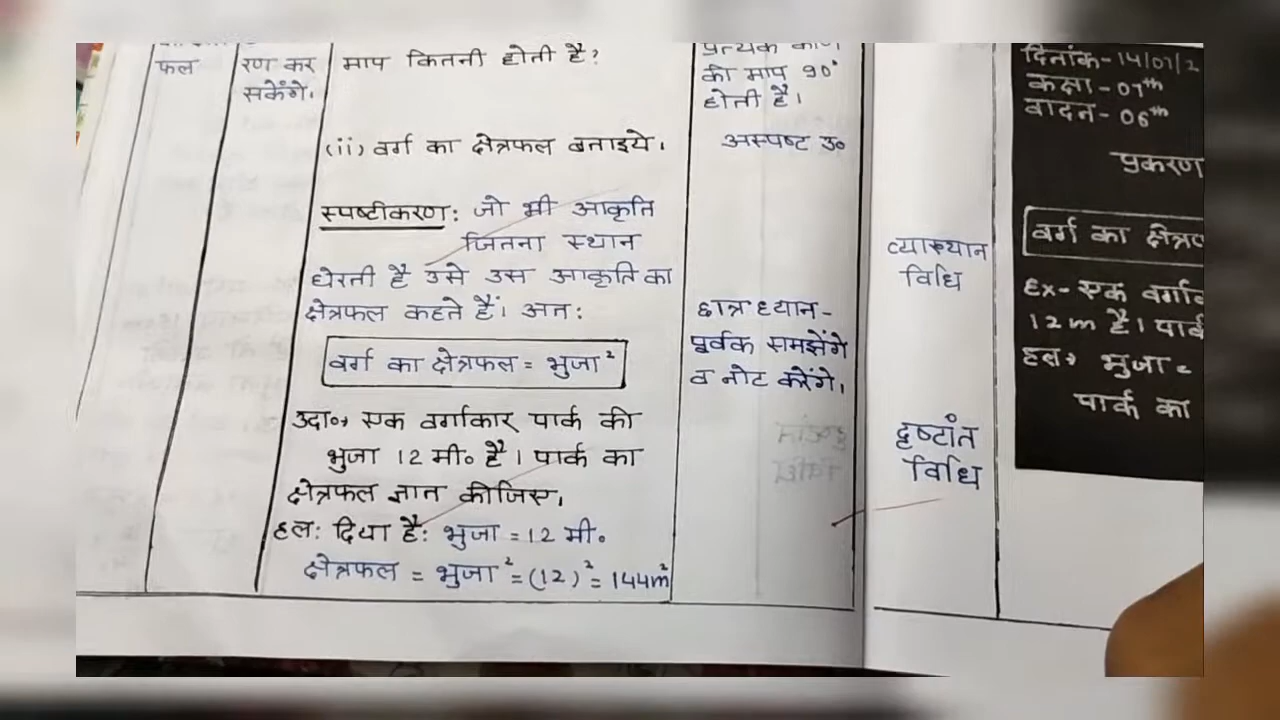 फल
रण कर
सकेंगे।
माप कितनी होती है?
(ii) वर्ग का क्षेत्रफल बताइये।
स्पष्टीकरण: जो भी आकृति
जितना स्थान
घेरती है उसे उस आकृति का
क्षेत्रफल कहते हैं। अत:
वर्ग का क्षेत्रफल = भुजा²
उदा०→ एक वर्गाकार पार्क की
भुजा 12 मी० है। पार्क का
क्षेत्रफल ज्ञात कीजिए,
हल: दिया है: भुजा = 12 मी०
क्षेत्रफल = भुजा² = (12)² = 144m²
प्रत्येक कोण
की माप 90°
होती है।
अस्पष्ट उ०
छात्र ध्यान-
पूर्वक समझेंगे
व नोट करेंगे।
व्याख्यान
विधि
दृष्टांत
विधि
दिनांक- 14/07/2
कक्षा - 07th
वादन - 06th
प्रकरण
वर्ग का
Ex- एक
12m है। पार्क
हल→ भुजा =
पार्क का